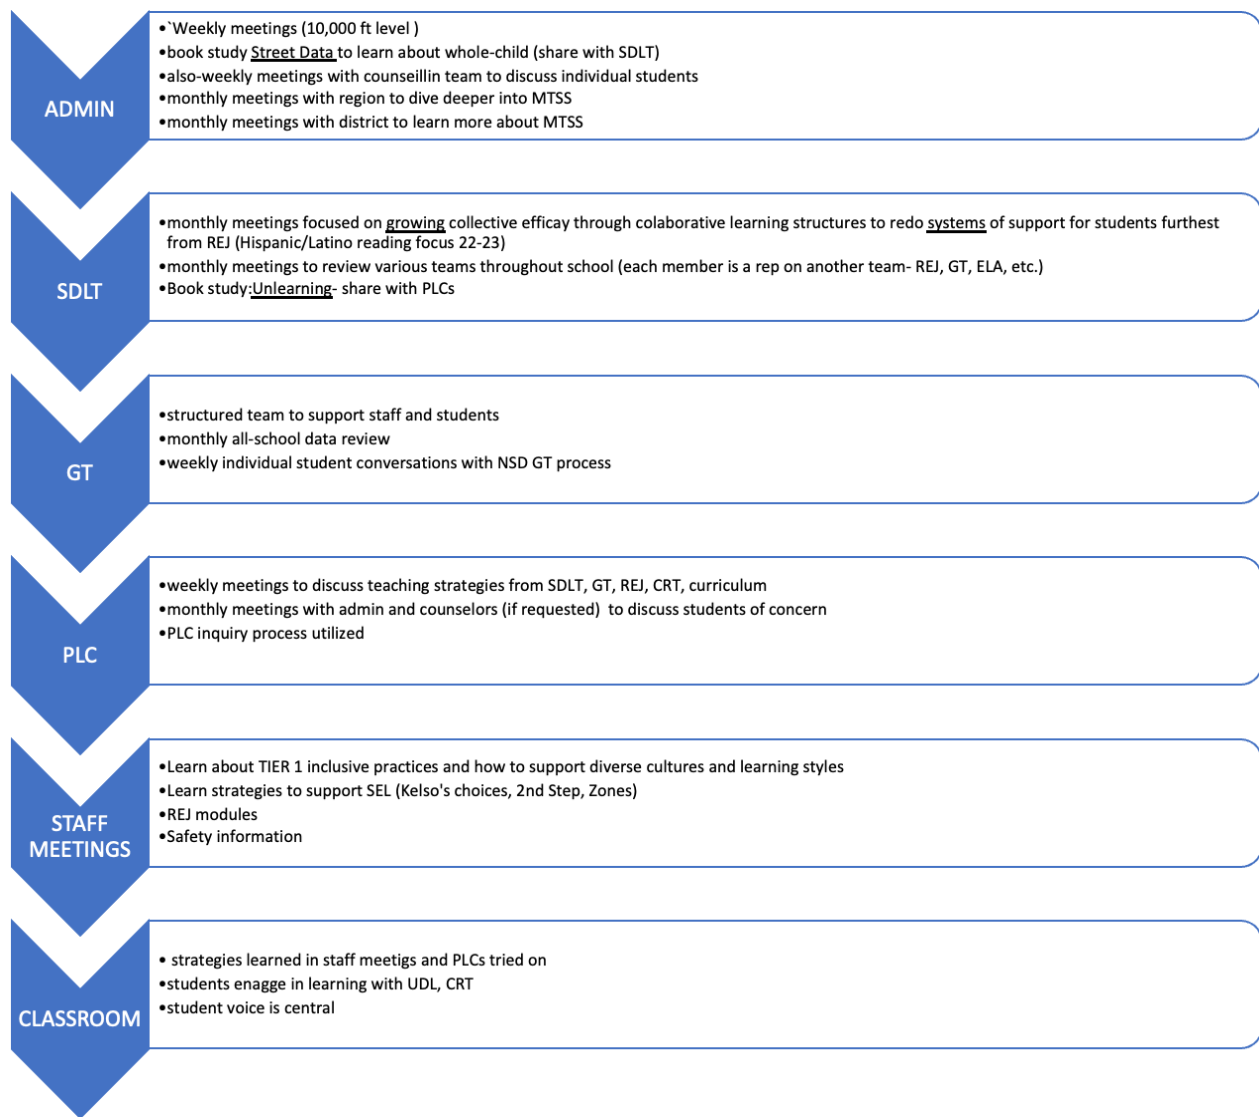 ADMIN
•`Weekly meetings (10,000 ft level )
•book study Street Data to learn about whole-child (share with SDLT)
•also-weekly meetings with counseillin team to discuss individual students
•monthly meetings with region to dive deeper into MTSS
•monthly meetings with district to learn more about MTSS
SDLT
•monthly meetings focused on growing collective efficay through colaborative learning structures to redo systems of support for students furthest
from REJ (Hispanic/Latino reading focus 22-23)
•monthly meetings to review various teams throughout school (each member is a rep on another team- REJ, GT, ELA, etc.)
•Book study:Unlearning- share with PLCs
GT
•structured team to support staff and students
•monthly all-school data review
•weekly individual student conversations with NSD GT process
PLC
•weekly meetings to discuss teaching strategies from SDLT, GT, REJ, CRT, curriculum
•monthly meetings with admin and counselors (if requested)  to discuss students of concern
•PLC inquiry process utilized
STAFF
MEETINGS
•Learn about TIER 1 inclusive practices and how to support diverse cultures and learning styles
•Learn strategies to support SEL (Kelso's choices, 2nd Step, Zones)
•REJ modules
•Safety information
CLASSROOM
• strategies learned in staff meetigs and PLCs tried on
•students enagge in learning with UDL, CRT
•student voice is central